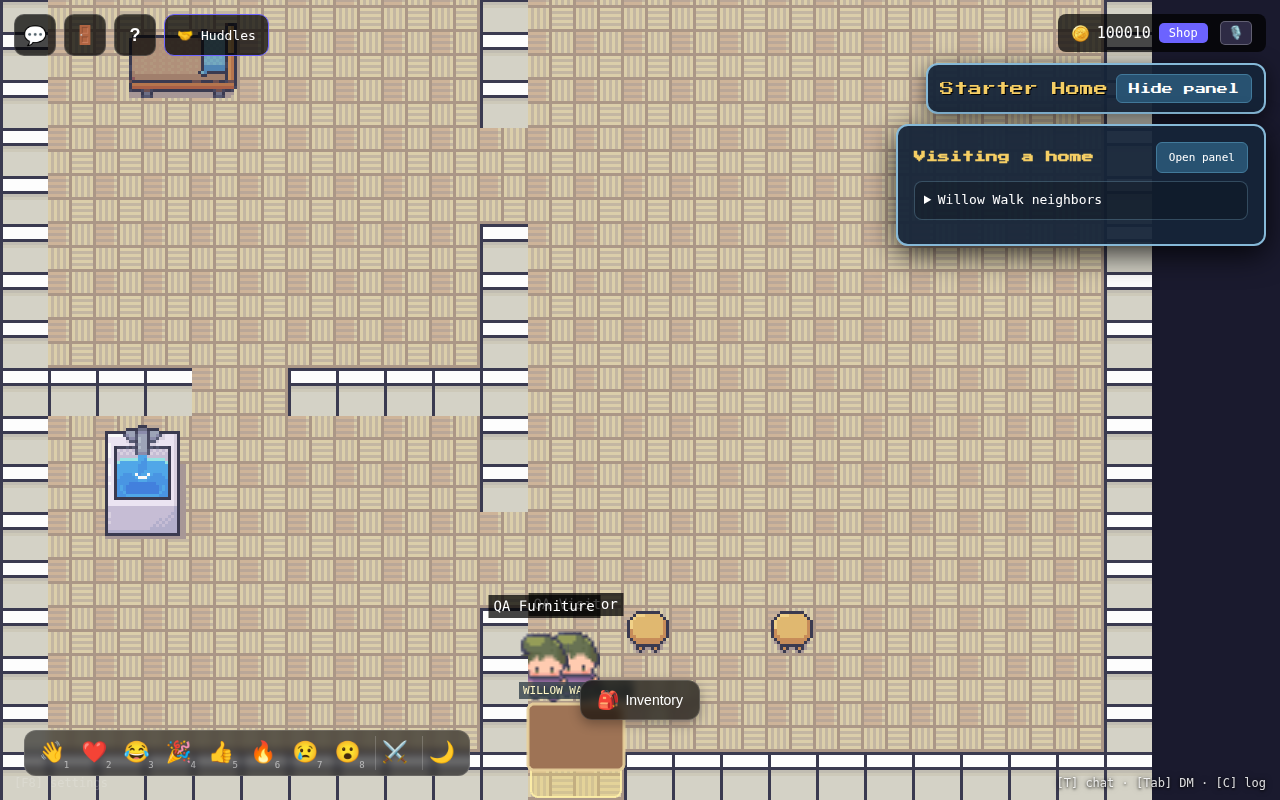 ? Huddles
100010 Shop
Starter Home Hide panel
Visiting a home Open panel
▶ Willow Walk neighbors
QA Furniture
WILLOW WA
Inventory
1 2 3 4 5 6 7 8
[T] chat · [Tab] DM · [C] log